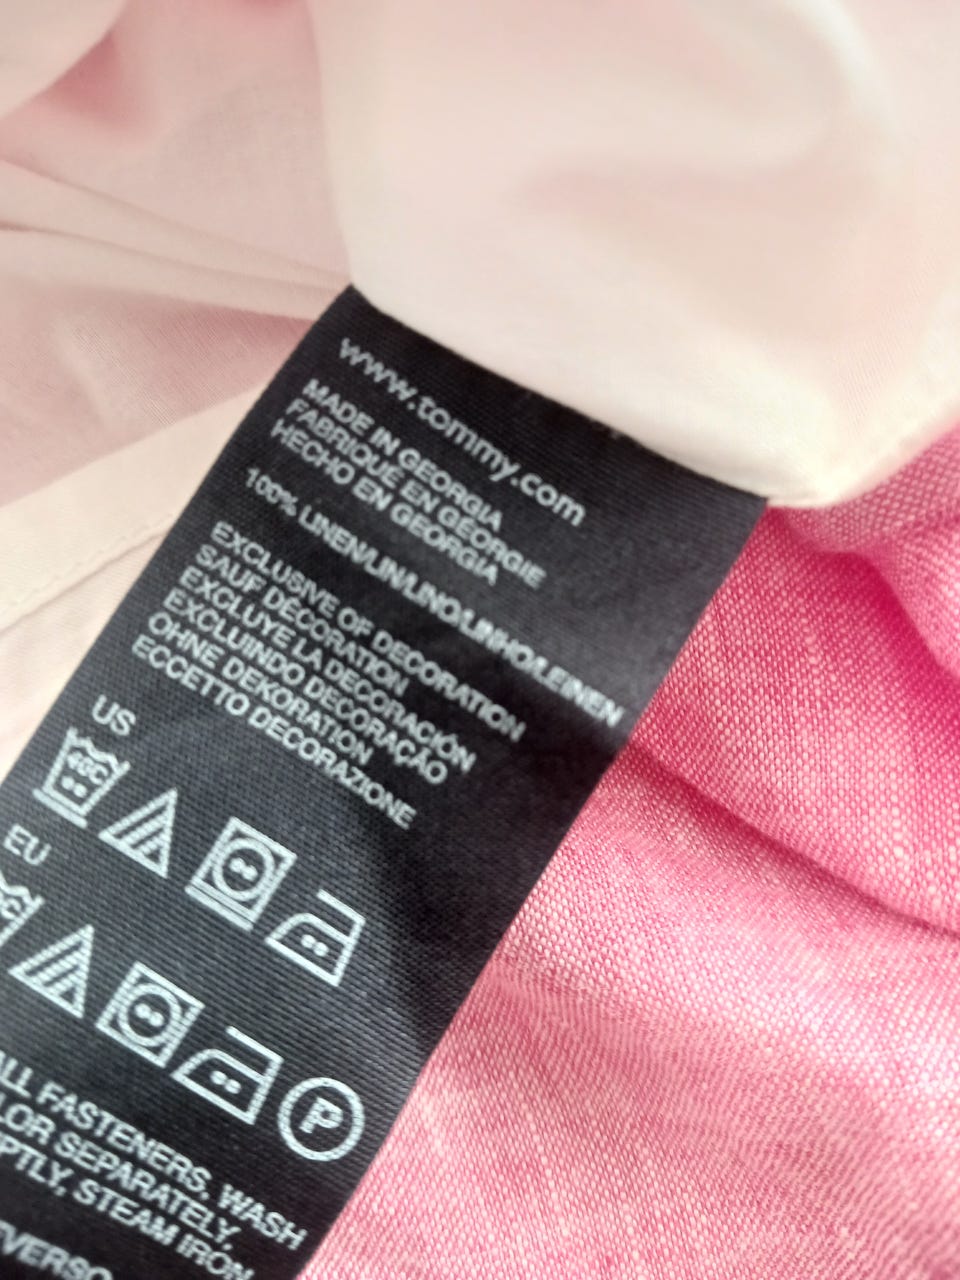 www.tommy.com
MADE IN GEORGIA
FABRIQUÉ EN GÉORGIE
HECHO EN GEORGIA
100% LINEN/LIN/LINO/LINHO/LEINEN
EXCLUSIVE OF DECORATION
SAUF DÉCORATION
EXCLUYE LA DECORACIÓN
EXCLUINDO DECORAÇÃO
OHNE DEKORATION
ECCETTO DECORAZIONE
US
40C
EU
P
ALL FASTENERS, WASH
SEPARATELY,
STEAM IRON